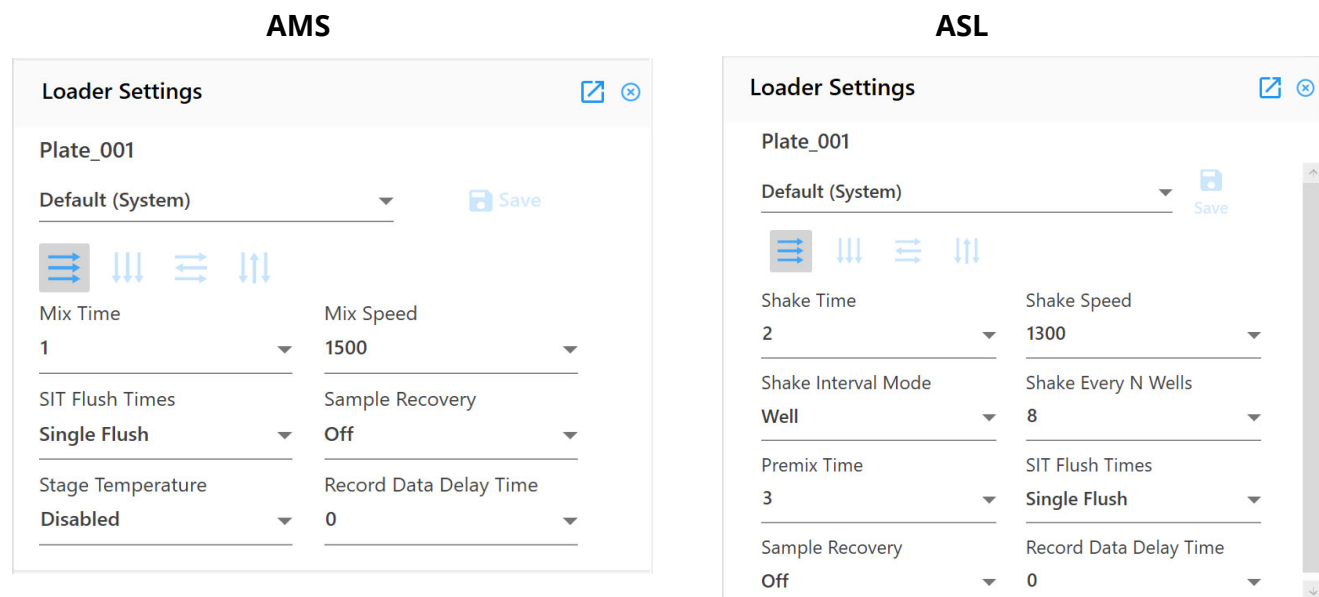 AMS
Loader Settings
Plate_001
Default (System)
Save
Mix Time
Mix Speed
1
1500
SIT Flush Times
Sample Recovery
Single Flush
Off
Stage Temperature
Record Data Delay Time
Disabled
0
ASL
Loader Settings
Plate_001
Default (System)
Save
Shake Time
Shake Speed
2
1300
Shake Interval Mode
Shake Every N Wells
Well
8
Premix Time
SIT Flush Times
3
Single Flush
Sample Recovery
Record Data Delay Time
Off
0